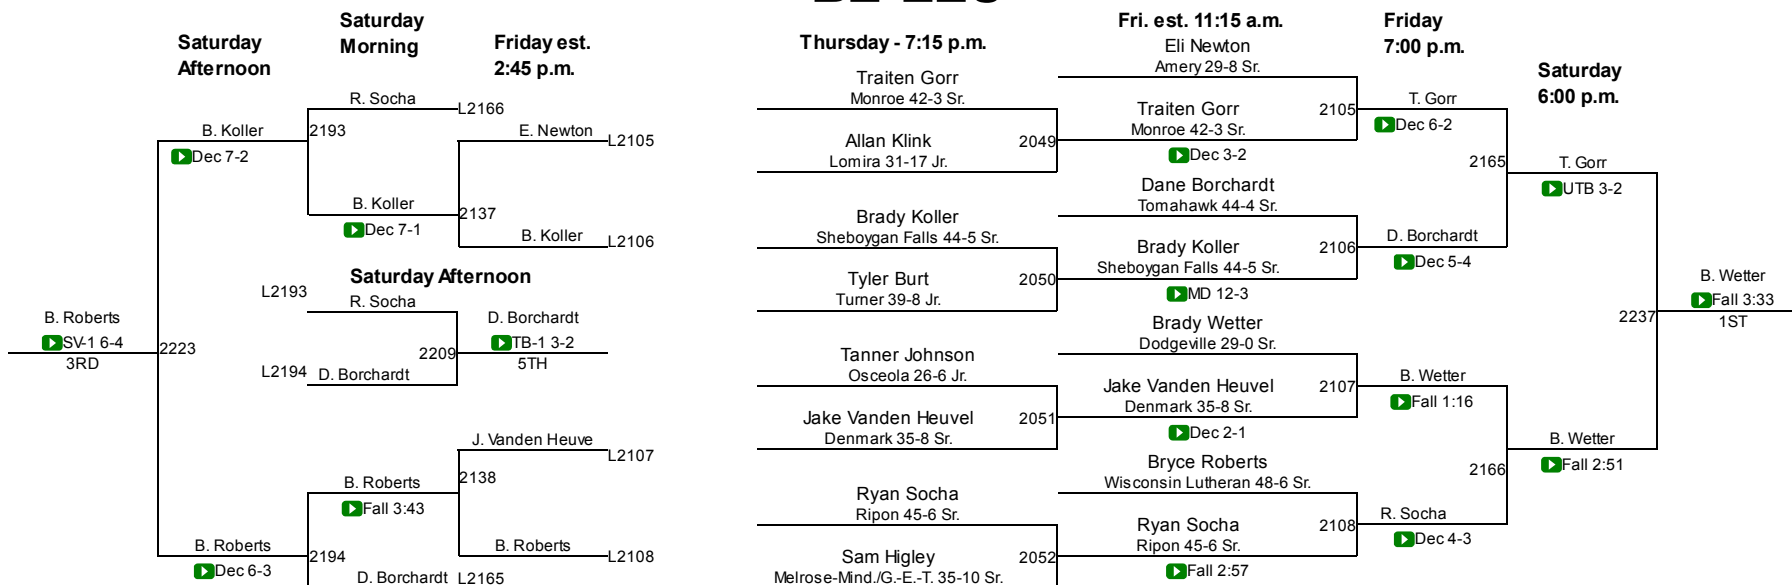 Saturday
Afternoon
Saturday
Morning
Friday est.
2:45 p.m.
R. Socha
L2166
B. Koller
2193
Dec 7-2
E. Newton
L2105
B. Koller
2137
Dec 7-1
B. Koller
L2106
Saturday Afternoon
L2193
R. Socha
B. Roberts
SV-1 6-4
3RD
2223
2209
D. Borchardt
TB-1 3-2
5TH
L2194
D. Borchardt
J. Vanden Heuve
L2107
B. Roberts
2138
Fall 3:43
B. Roberts
L2108
B. Roberts
2194
Dec 6-3
D. Borchardt
L2165
Thursday - 7:15 p.m.
Traiten Gorr
Monroe 42-3 Sr.
Allan Klink
Lomira 31-17 Jr.
2049
Brady Koller
Sheboygan Falls 44-5 Sr.
Tyler Burt
Turner 39-8 Jr.
2050
Tanner Johnson
Osceola 26-6 Jr.
Jake Vanden Heuvel
Denmark 35-8 Sr.
2051
Ryan Socha
Ripon 45-6 Sr.
Sam Higley
Melrose-Mind./G.-E.-T. 35-10 Sr.
2052
Fri. est. 11:15 a.m.
Eli Newton
Amery 29-8 Sr.
Traiten Gorr
Monroe 42-3 Sr.
2105
Dec 3-2
Dane Borchardt
Tomahawk 44-4 Sr.
Brady Koller
Sheboygan Falls 44-5 Sr.
2106
MD 12-3
Brady Wetter
Dodgeville 29-0 Sr.
Jake Vanden Heuvel
Denmark 35-8 Sr.
2107
Dec 2-1
Bryce Roberts
Wisconsin Lutheran 48-6 Sr.
Ryan Socha
Ripon 45-6 Sr.
2108
Fall 2:57
Friday
7:00 p.m.
T. Gorr
Dec 6-2
2165
D. Borchardt
Dec 5-4
B. Wetter
Fall 1:16
2166
R. Socha
Dec 4-3
Saturday
6:00 p.m.
T. Gorr
UTB 3-2
2237
B. Wetter
Fall 2:51
B. Wetter
Fall 3:33
1ST